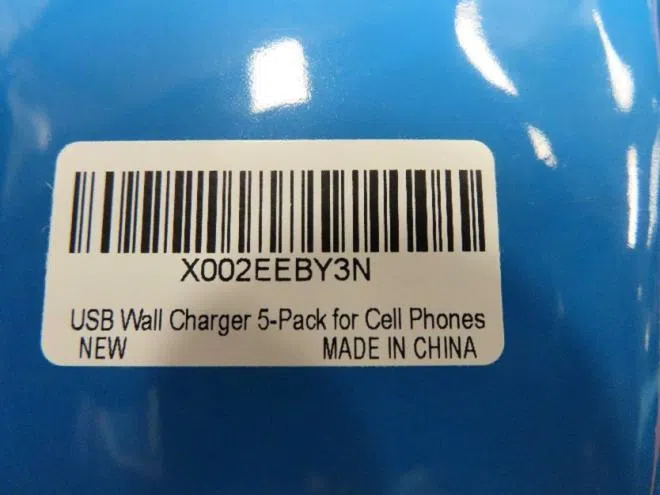 X002EEBY3N
USB Wall Charger 5-Pack for Cell Phones
NEW MADE IN CHINA